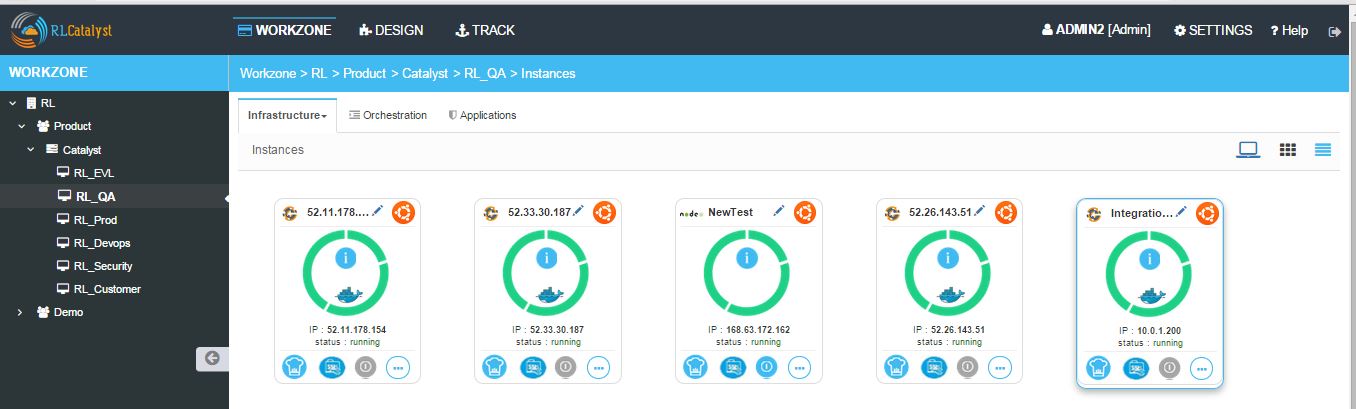 RLCatalyst
WORKZONE DESIGN TRACK ADMIN2 [Admin] SETTINGS ? Help
WORKZONE
Workzone > RL > Product > Catalyst > RL_QA > Instances
RL
Product
Catalyst
RL_EVL
RL_QA
RL_Prod
RL_Devops
RL_Security
RL_Customer
Demo
Infrastructure Orchestration Applications
Instances
52.11.178.... 52.33.30.187 node NewTest 52.26.143.51 Integratio...
i i i i i
IP : 52.11.178.154 IP : 52.33.30.187 IP : 168.63.172.162 IP : 52.26.143.51 IP : 10.0.1.200
status : running status : running status : running status : running status : running